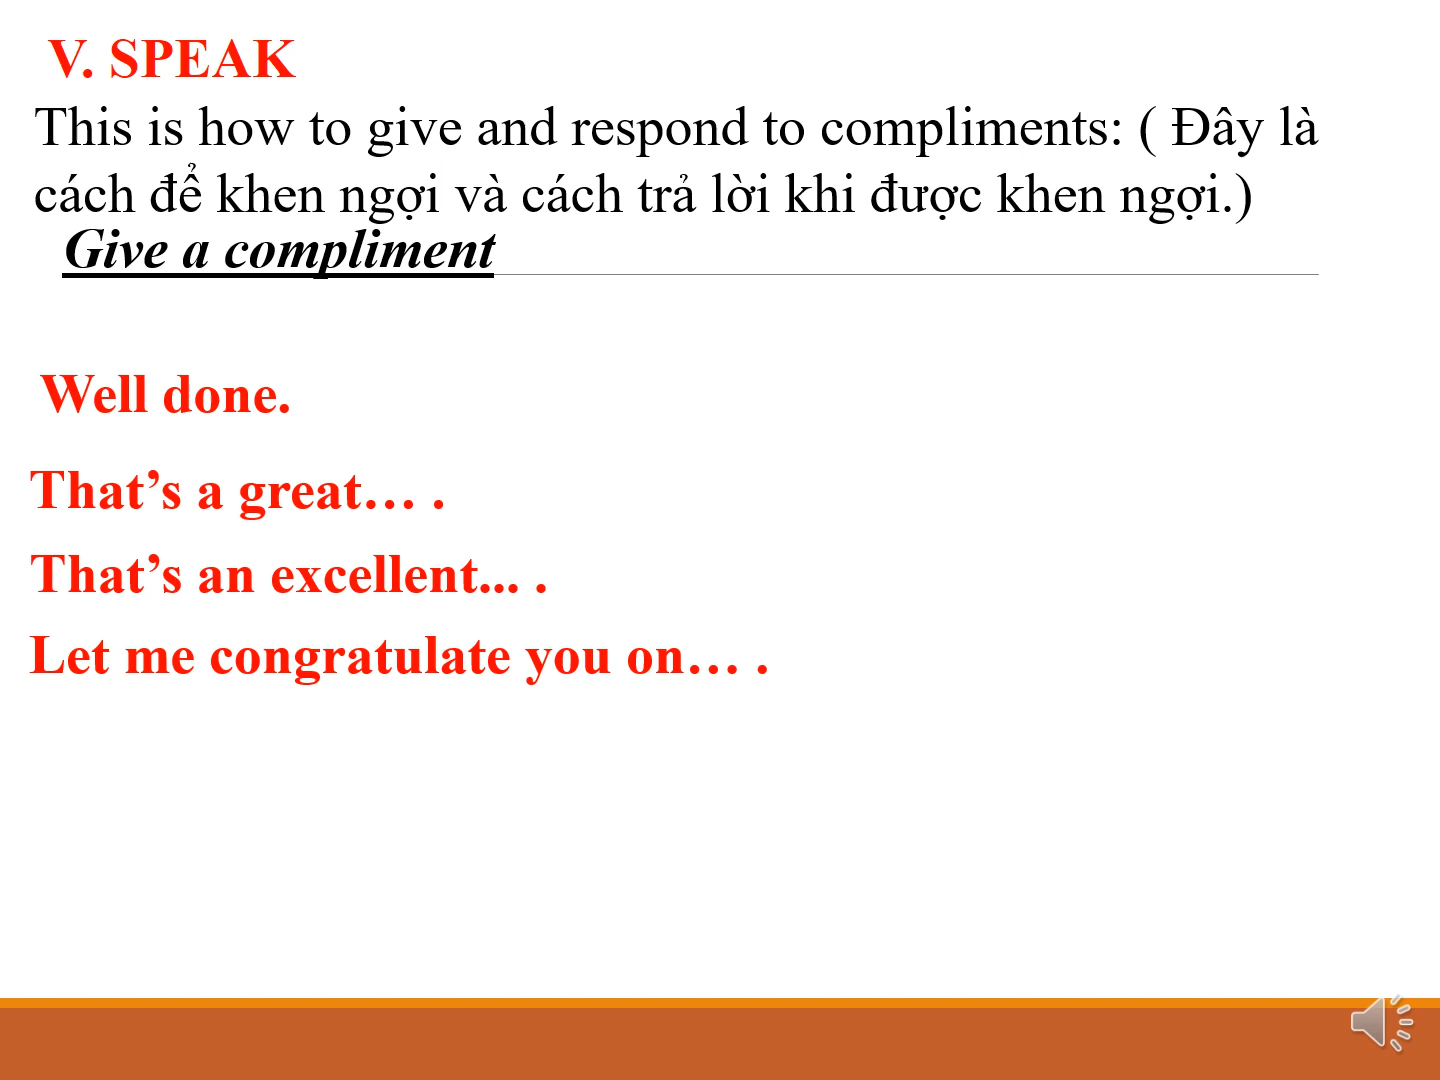 V. SPEAK
This is how to give and respond to compliments: ( Đây là
cách để khen ngợi và cách trả lời khi được khen ngợi.)
Give a compliment
Well done.
That’s a great… .
That’s an excellent... .
Let me congratulate you on… .